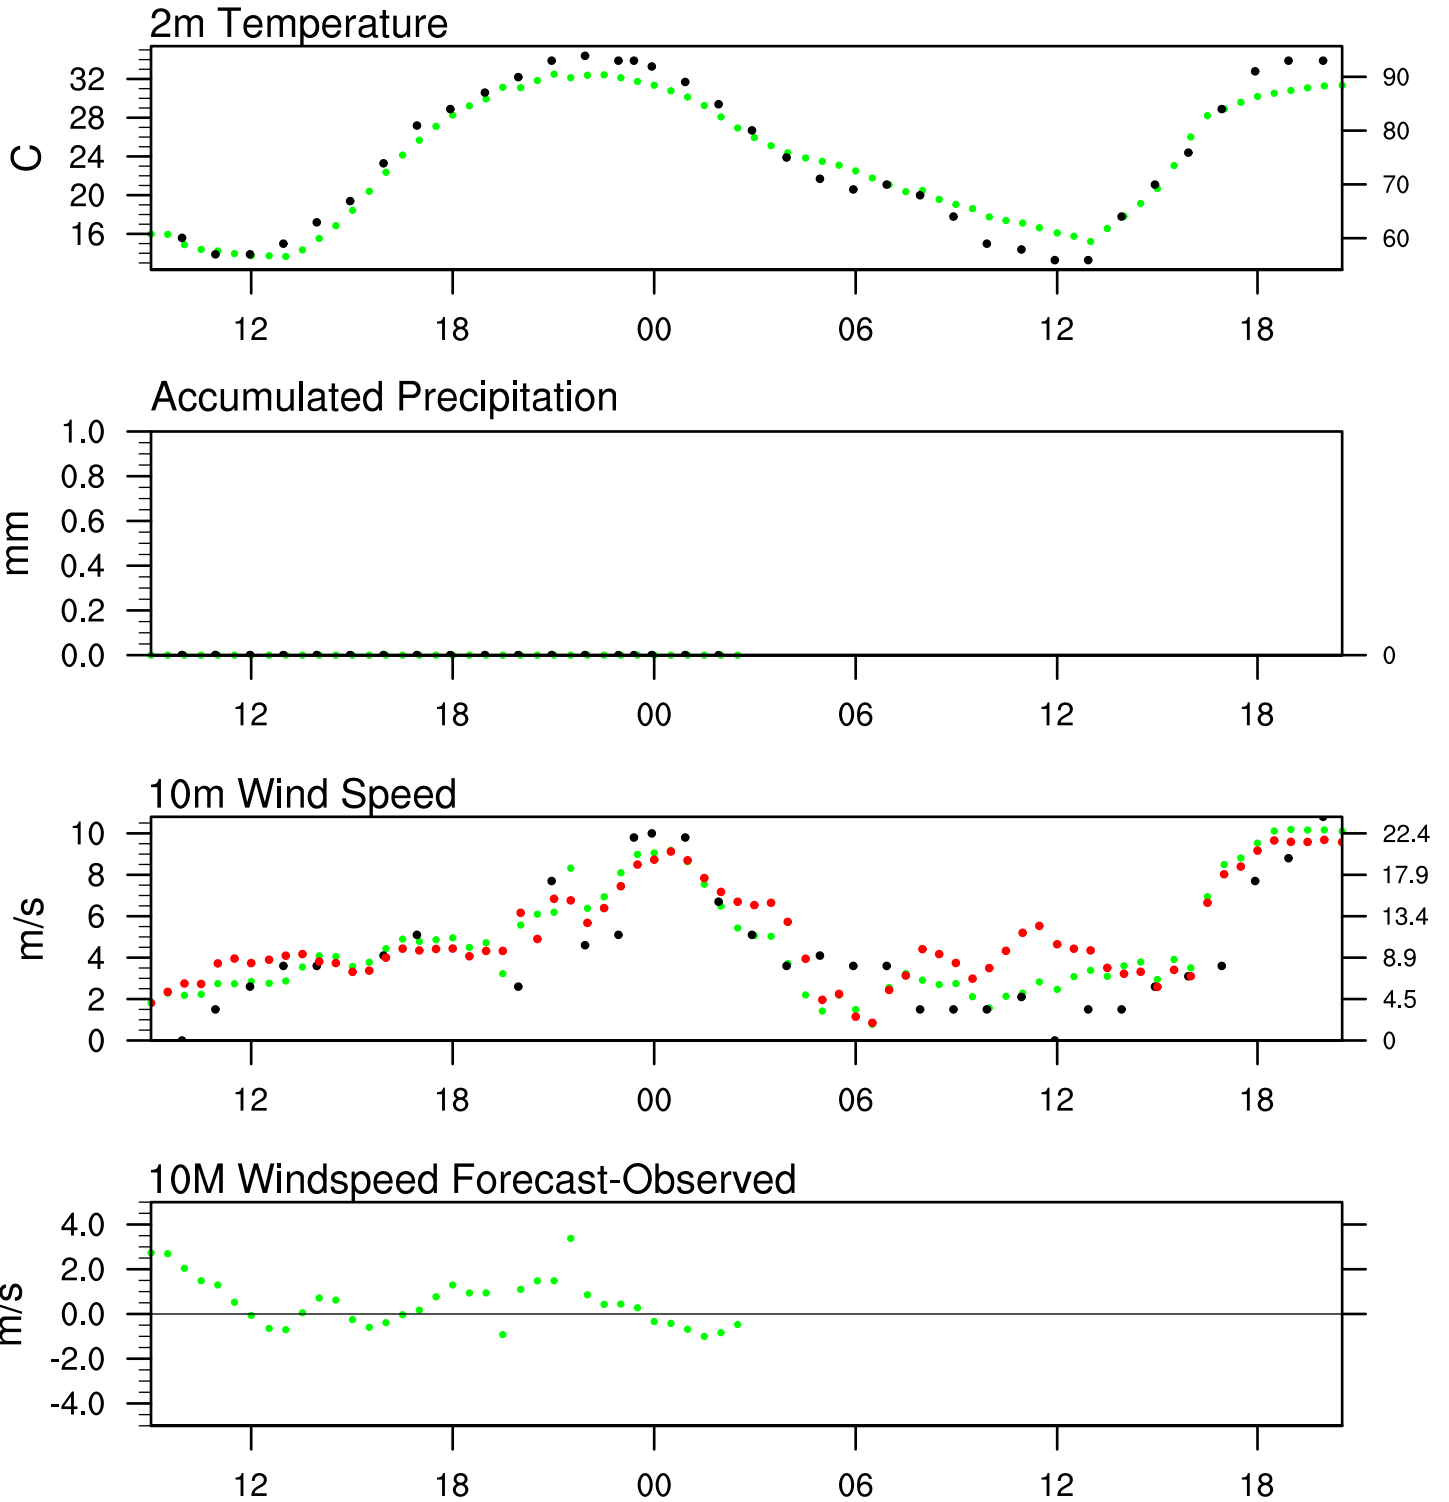 2m Temperature
32
28
24
20
16
C
90
80
70
60
12 18 00 06 12 18
Accumulated Precipitation
1.0
0.8
0.6
0.4
0.2
0.0
mm
0
12 18 00 06 12 18
10m Wind Speed
10
8
6
4
2
0
m/s
22.4
17.9
13.4
8.9
4.5
0
12 18 00 06 12 18
10M Windspeed Forecast-Observed
4.0
2.0
0.0
-2.0
-4.0
m/s
12 18 00 06 12 18